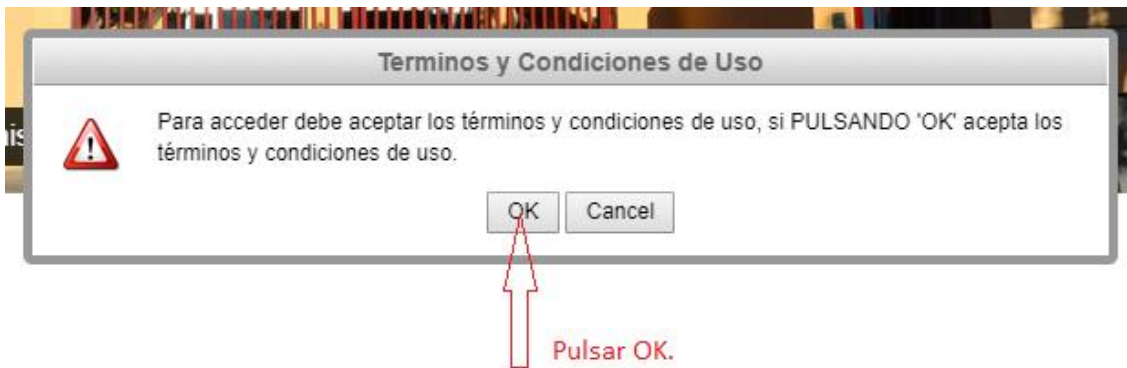 Terminos y Condiciones de Uso
Para acceder debe aceptar los términos y condiciones de uso, si PULSANDO 'OK' acepta los
términos y condiciones de uso.
OK Cancel
Pulsar OK.